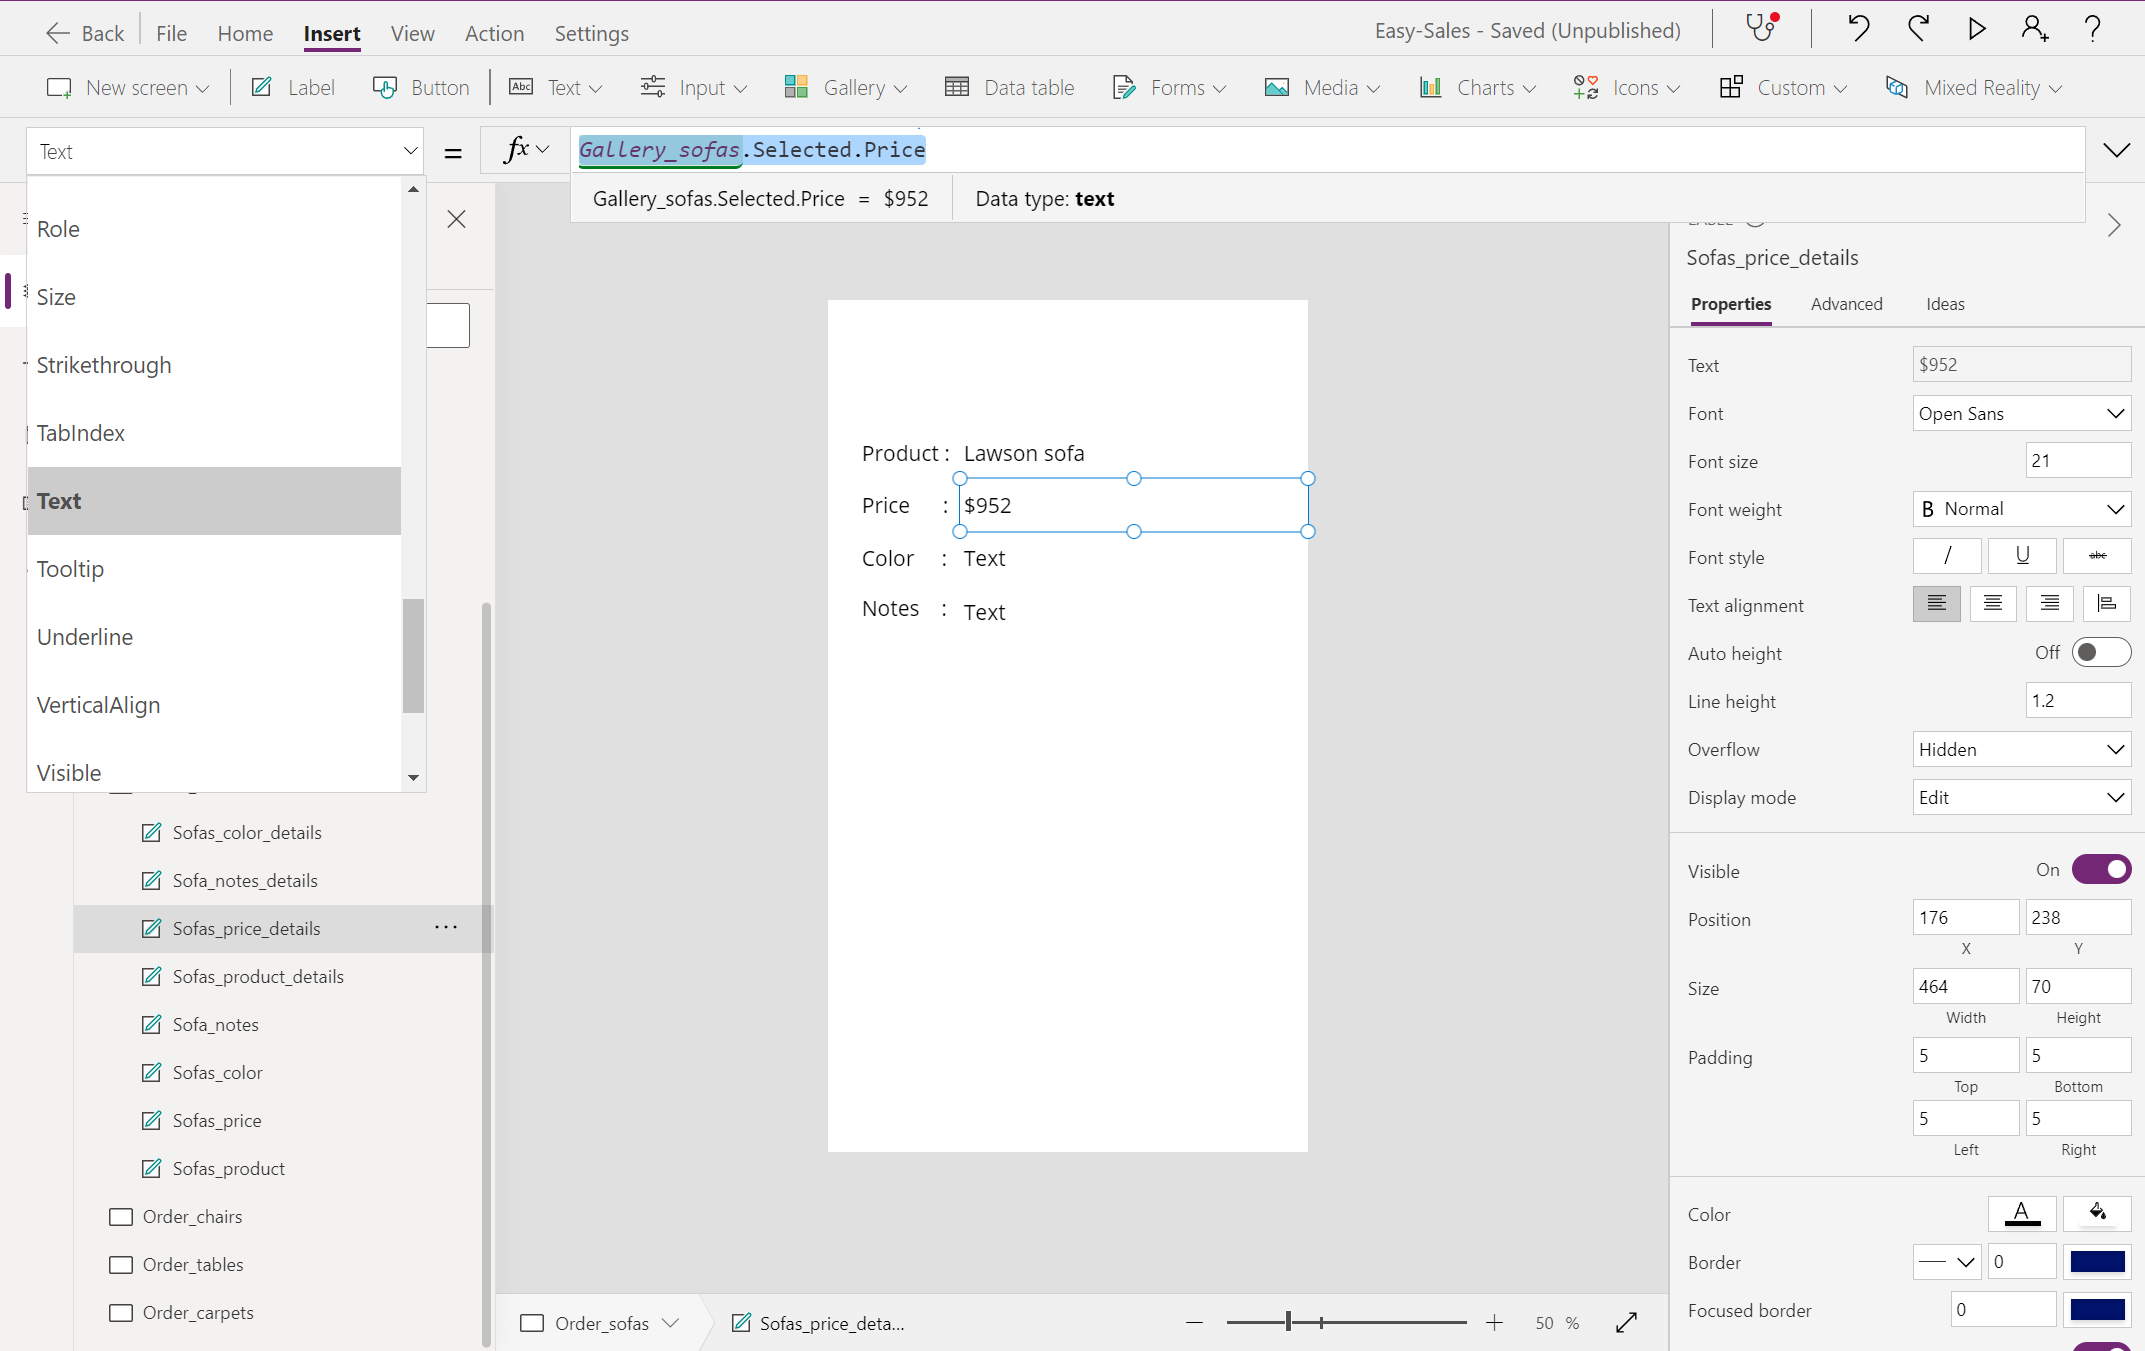 Back File Home Insert View Action Settings Easy-Sales - Saved (Unpublished)
New screen Label Button Abc Text Input Gallery Data table Forms Media Charts Icons Custom Mixed Reality
Text = fx Gallery_sofas.Selected.Price
Gallery_sofas.Selected.Price = $952 Data type: text
Role
Size
Strikethrough
TabIndex
Text
Tooltip
Underline
VerticalAlign
Visible
Sofas_color_details
Sofa_notes_details
Sofas_price_details ...
Sofas_product_details
Sofa_notes
Sofas_color
Sofas_price
Sofas_product
Order_chairs
Order_tables
Order_carpets
Product : Lawson sofa
Price : $952
Color : Text
Notes : Text
Order_sofas Sofas_price_deta... 50 %
Sofas_price_details
Properties Advanced Ideas
Text $952
Font Open Sans
Font size 21
Font weight B Normal
Font style / U abc
Text alignment
Auto height Off
Line height 1.2
Overflow Hidden
Display mode Edit
Visible On
Position 176 238
X Y
Size 464 70
Width Height
Padding 5 5
Top Bottom
5 5
Left Right
Color A
Border 0
Focused border 0